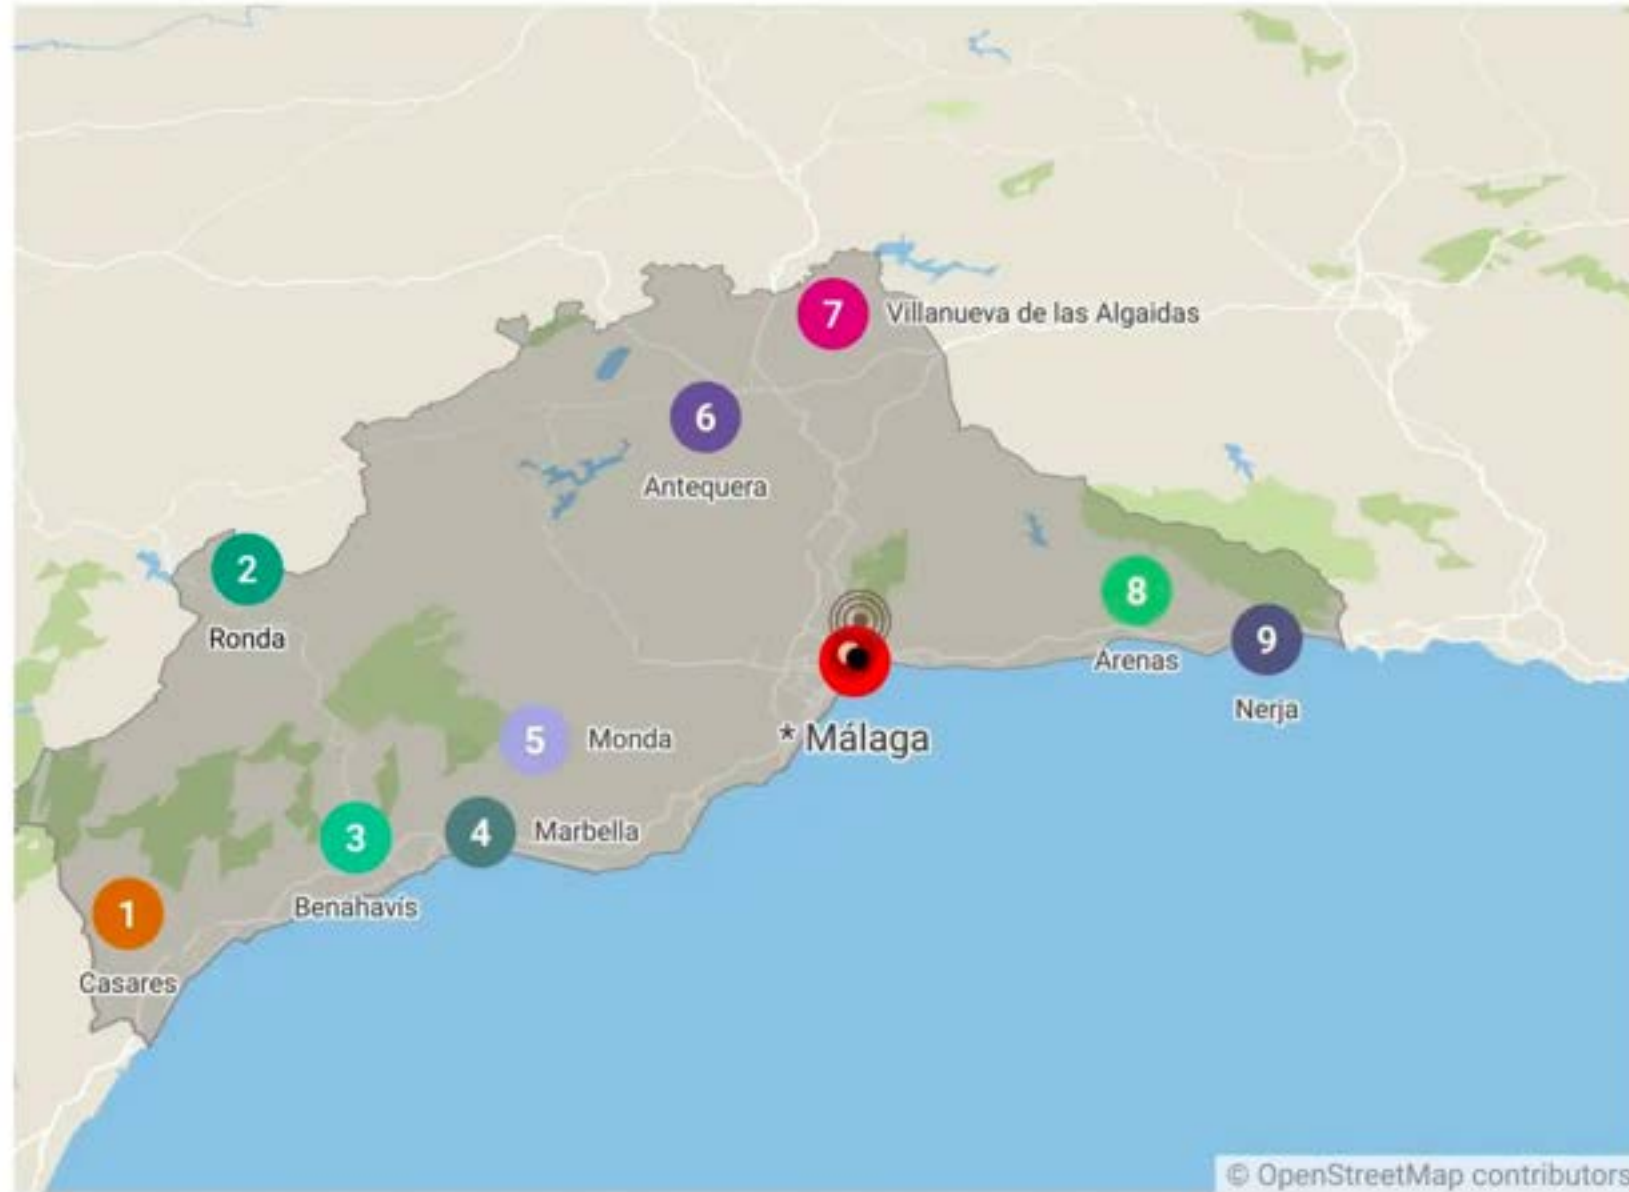 7
Villanueva de las Algaidas
6
Antequera
2
Ronda
8
Arenas
9
Nerja
5
Monda
* Málaga
3
Benahavís
4
Marbella
1
Casares
© OpenStreetMap contributors